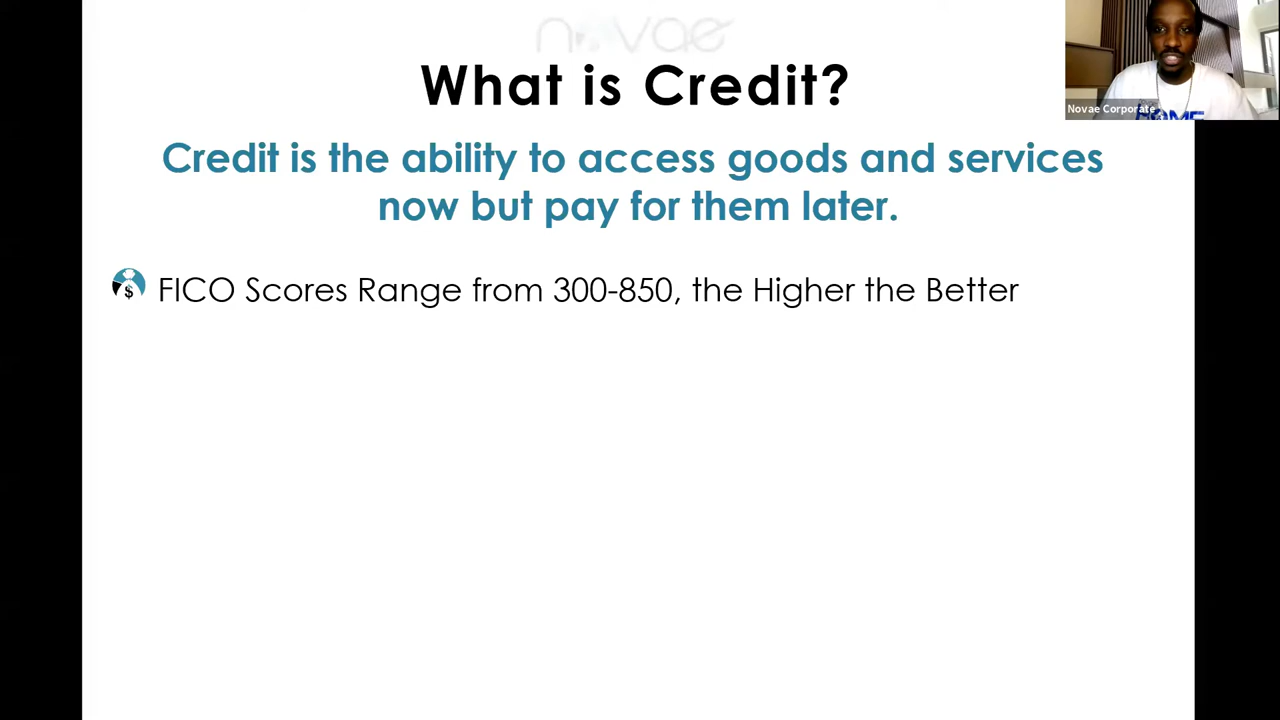 novae
What is Credit?
Novae Corporate
Credit is the ability to access goods and services
now but pay for them later.
$ FICO Scores Range from 300-850, the Higher the Better